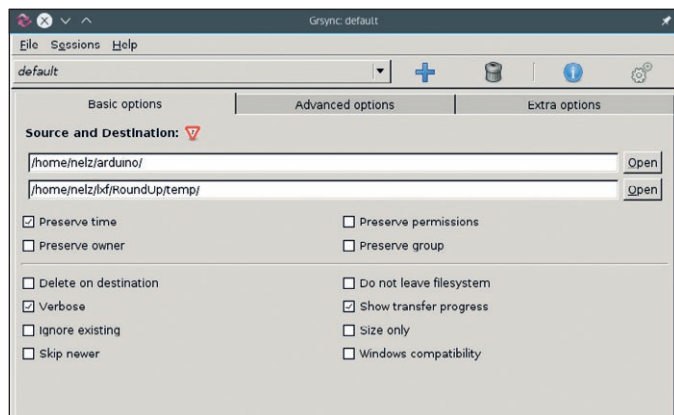 Grsync: default
File Sessions Help
default
Basic options Advanced options Extra options
Source and Destination:
/home/nelz/arduino/ Open
/home/nelz/lxf/RoundUp/temp/ Open
Preserve time Preserve permissions
Preserve owner Preserve group
Delete on destination Do not leave filesystem
Verbose Show transfer progress
Ignore existing Size only
Skip newer Windows compatibility